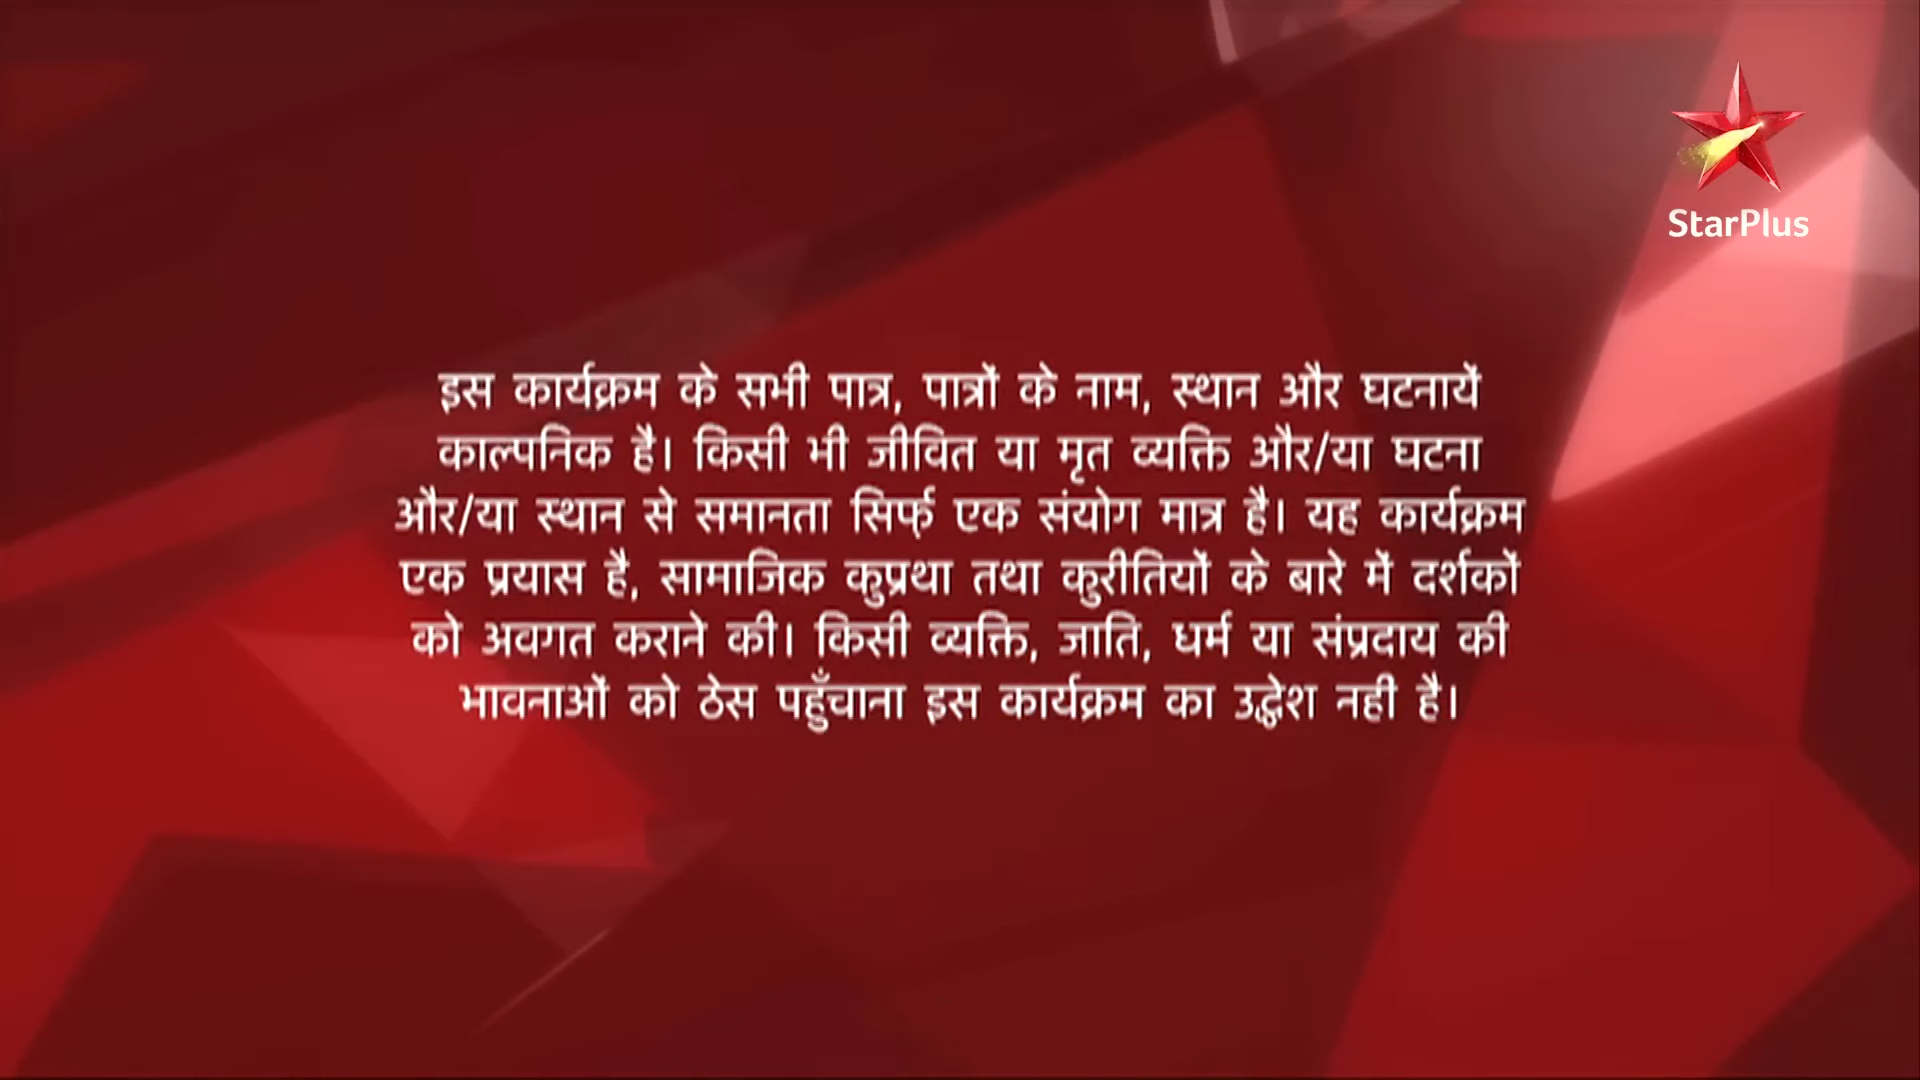 StarPlus
इस कार्यक्रम के सभी पात्र, पात्रों के नाम, स्थान और घटनायें
काल्पनिक है। किसी भी जीवित या मृत व्यक्ति और/या घटना
और/या स्थान से समानता सिर्फ् एक संयोग मात्र है। यह कार्यक्रम
एक प्रयास है, सामाजिक कुप्रथा तथा कुरीतियों के बारे में दर्शकों
को अवगत कराने की। किसी व्यक्ति, जाति, धर्म या संप्रदाय की
भावनाओं को ठेस पहुँचाना इस कार्यक्रम का उद्धेश नही है।